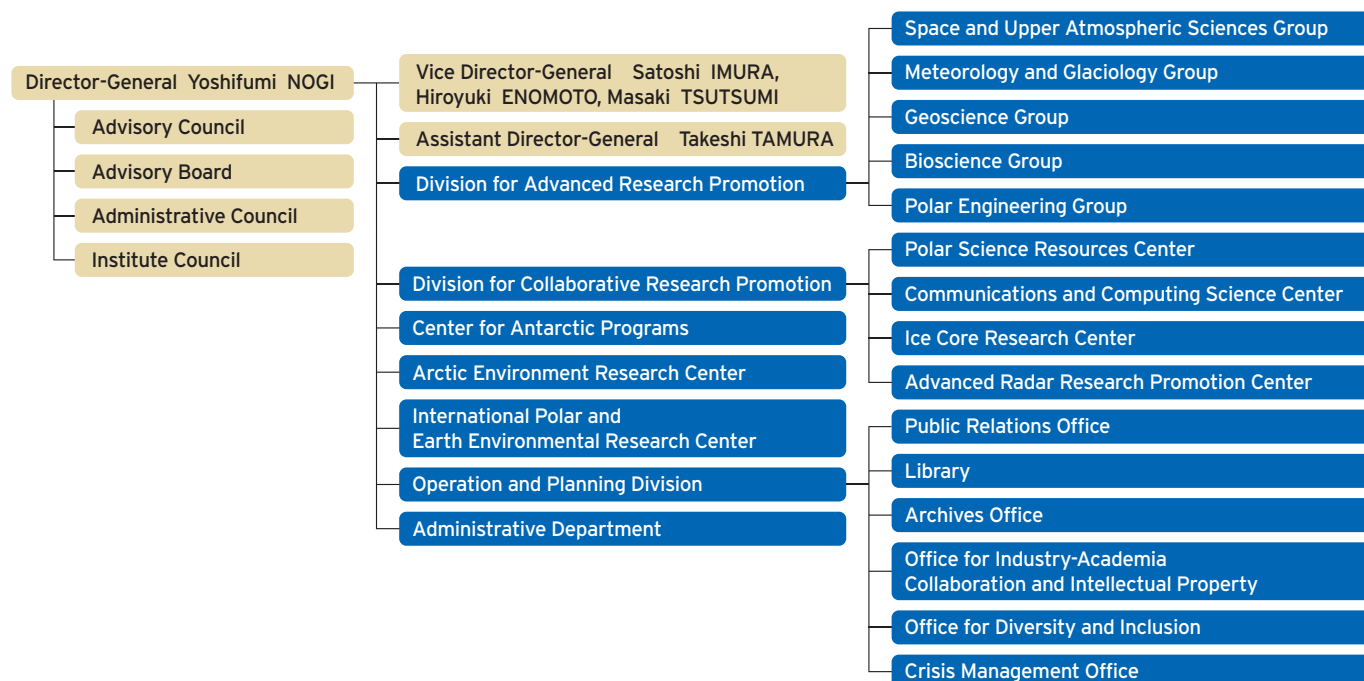 Director-General Yoshifumi NOGI
Advisory Council
Advisory Board
Administrative Council
Institute Council
Vice Director-General Satoshi IMURA,
Hiroyuki ENOMOTO, Masaki TSUTSUMI
Assistant Director-General Takeshi TAMURA
Division for Advanced Research Promotion
Space and Upper Atmospheric Sciences Group
Meteorology and Glaciology Group
Geoscience Group
Bioscience Group
Polar Engineering Group
Division for Collaborative Research Promotion
Polar Science Resources Center
Communications and Computing Science Center
Ice Core Research Center
Advanced Radar Research Promotion Center
Center for Antarctic Programs
Arctic Environment Research Center
International Polar and
Earth Environmental Research Center
Operation and Planning Division
Public Relations Office
Library
Archives Office
Office for Industry-Academia
Collaboration and Intellectual Property
Office for Diversity and Inclusion
Crisis Management Office
Administrative Department